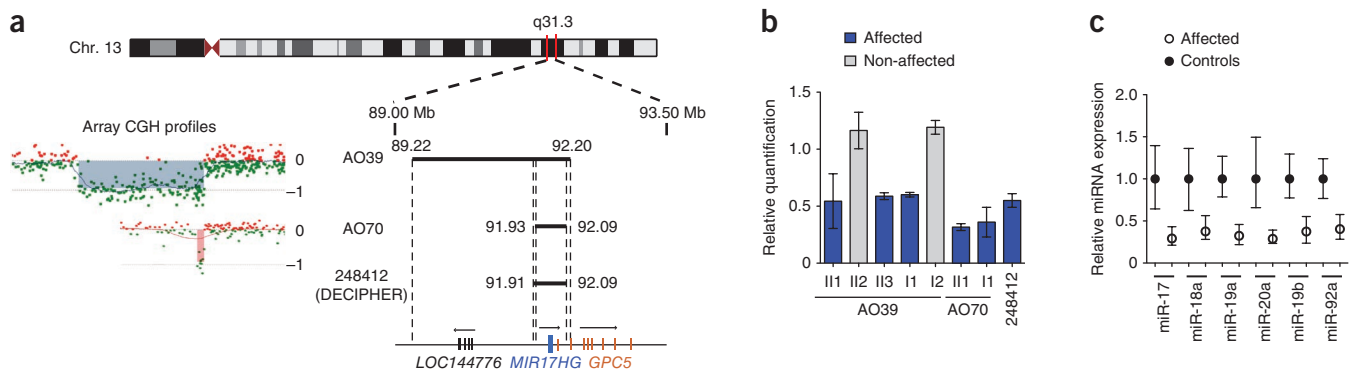 a
q31.3
Chr. 13
89.00 Mb
93.50 Mb
Array CGH profiles
89.22
92.20
AO39
0
–1
AO70
91.93
92.09
0
–1
248412
(DECIPHER)
91.91
92.09
LOC144776
MIR17HG
GPC5
b
Affected
Non-affected
Relative quantification
1.5
1.0
0.5
0
II1
II2
II3
I1
I2
II1
I1
248412
AO39
AO70
c
Affected
Controls
Relative miRNA expression
2.0
1.5
1.0
0.5
0
miR-17
miR-18a
miR-19a
miR-20a
miR-19b
miR-92a